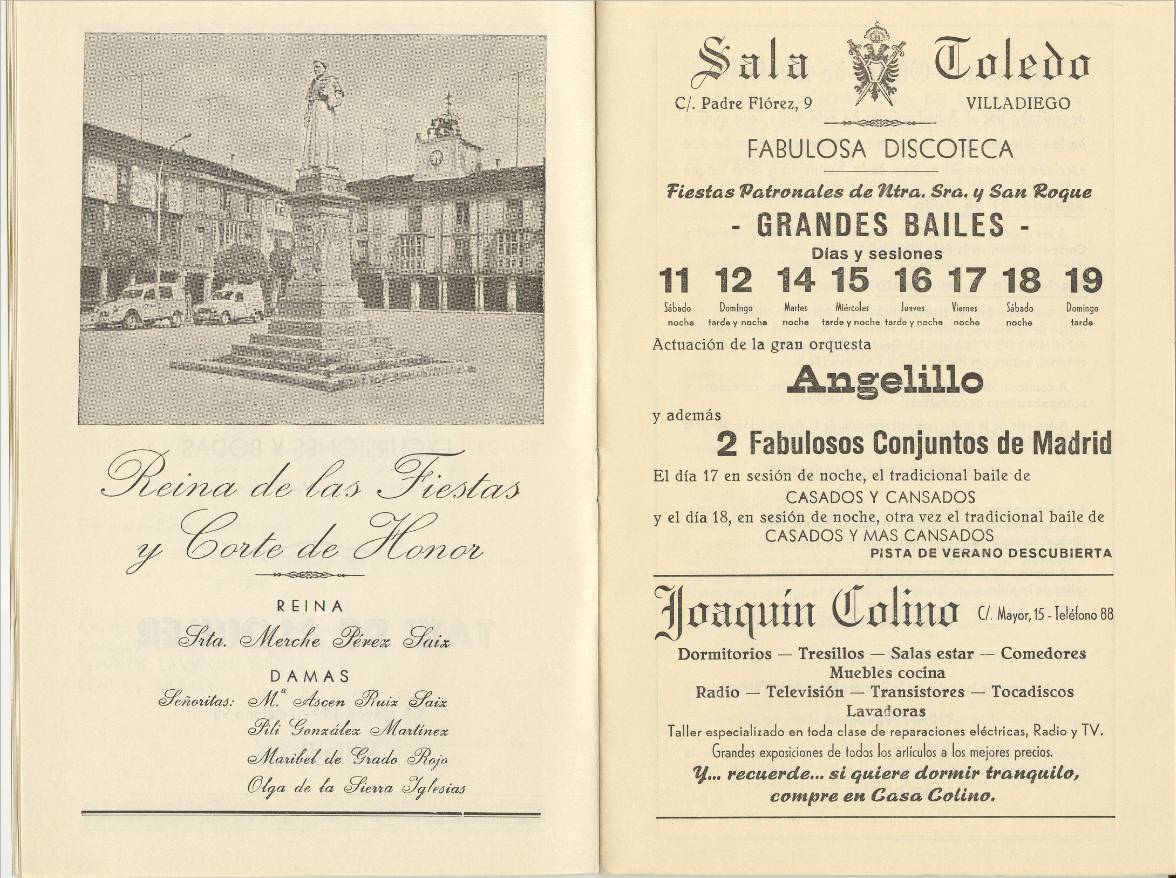 Reina de las Fiestas
y Corte de Honor
REINA
Srta. Merche Pérez Saiz
DAMAS
Señoritas: M.ª Ascen Ruiz Saiz
Pili González Martínez
Maribel de Grado Rojo
Olga de la Sierra Iglesias
Sala Toledo
C/. Padre Flórez, 9 VILLADIEGO
FABULOSA DISCOTECA
Fiestas Patronales de Ntra. Sra. y San Roque
- GRANDES BAILES -
Días y sesiones
11 12 14 15 16 17 18 19
Sábado Domingo Martes Miércoles Jueves Viernes Sábado Domingo
noche tarde y noche noche tarde y noche tarde y noche noche noche tarde
Actuación de la gran orquesta
Angelillo
y además
2 Fabulosos Conjuntos de Madrid
El día 17 en sesión de noche, el tradicional baile de
CASADOS Y CANSADOS
y el día 18, en sesión de noche, otra vez el tradicional baile de
CASADOS Y MAS CANSADOS
PISTA DE VERANO DESCUBIERTA
Joaquín Colino C/. Mayor, 15 - Teléfono 88
Dormitorios — Tresillos — Salas estar — Comedores
Muebles cocina
Radio — Televisión — Transistores — Tocadiscos
Lavadoras
Taller especializado en toda clase de reparaciones eléctricas, Radio y TV.
Grandes exposiciones de todos los artículos a los mejores precios.
Y... recuerde... si quiere dormir tranquilo,
compre en Casa Colino.